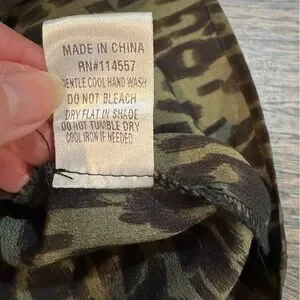 MADE IN CHINA
RN#114557
GENTLE COOL HAND WASH
DO NOT BLEACH
DRY FLAT IN SHADE
DO NOT TUMBLE DRY
COOL IRON IF NEEDED